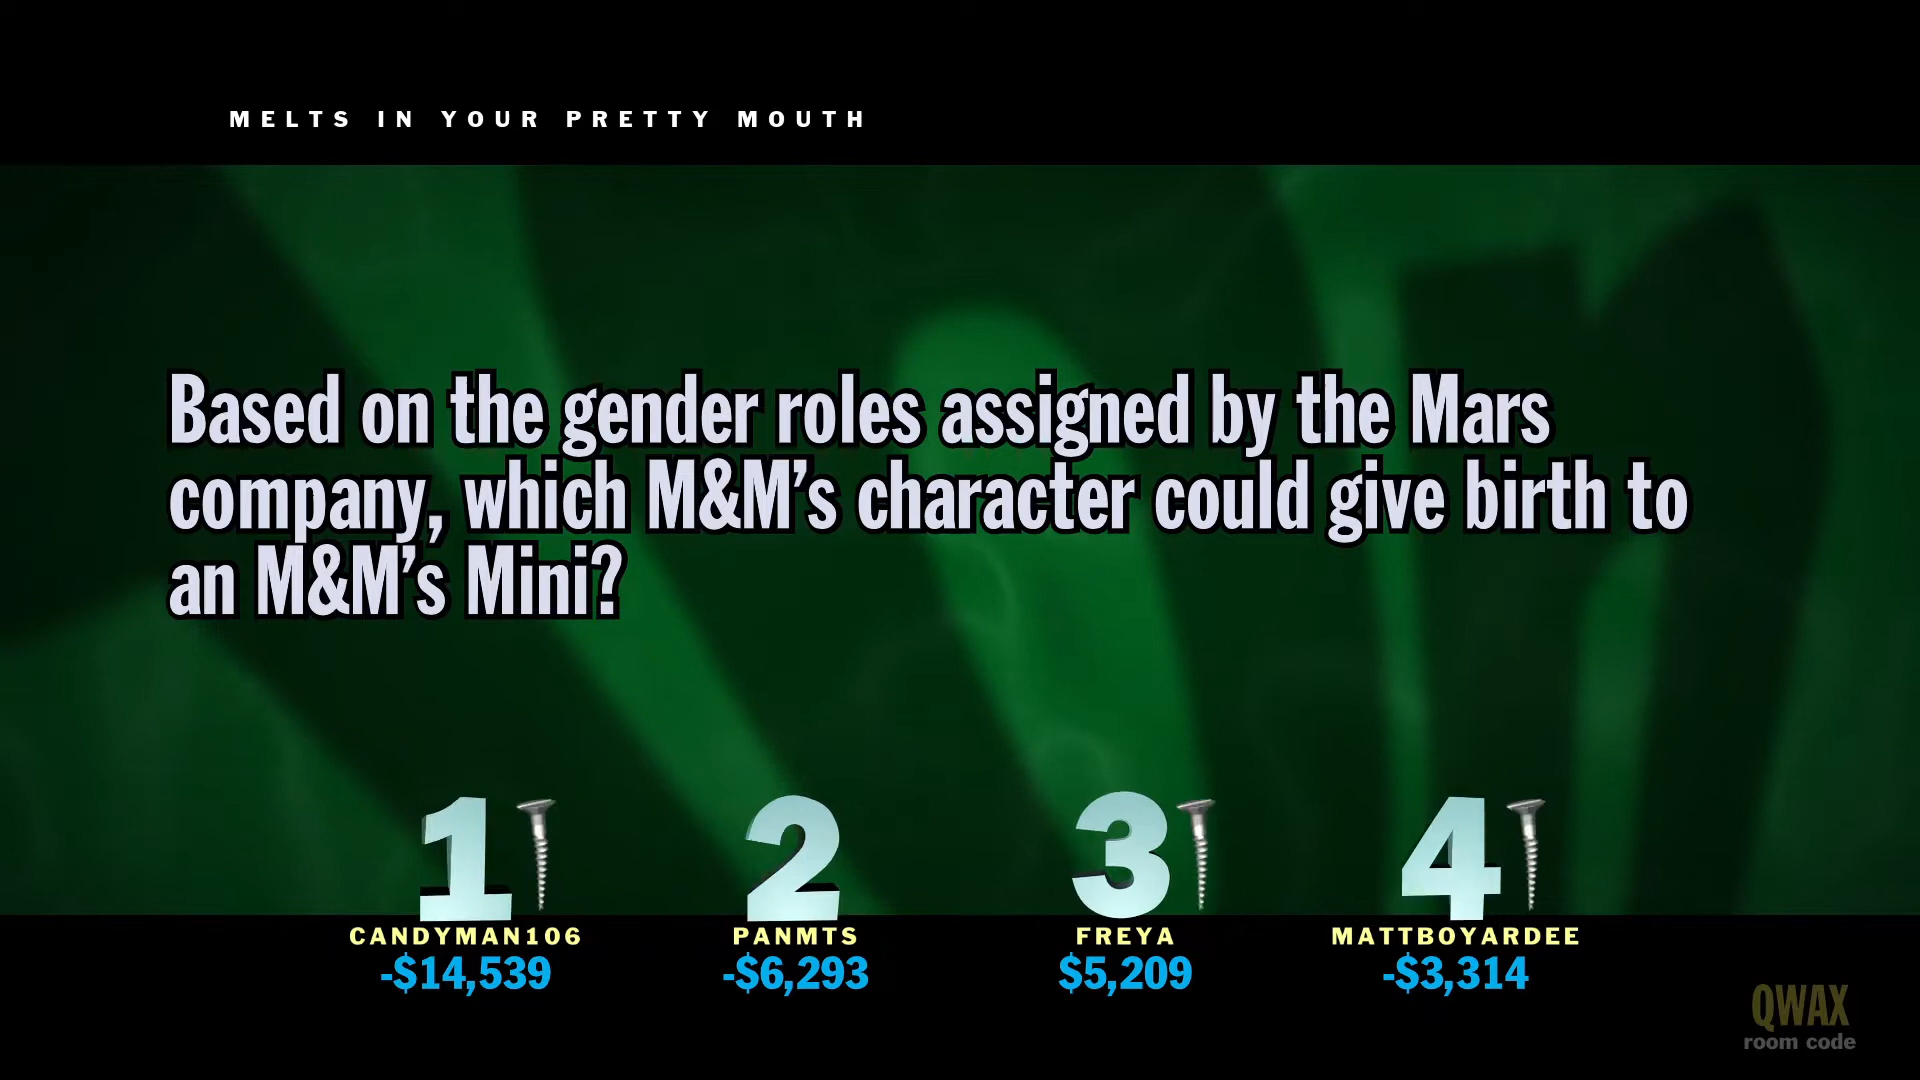 MELTS IN YOUR PRETTY MOUTH
Based on the gender roles assigned by the Mars
company, which M&M's character could give birth to
an M&M's Mini?
1 2 3 4
CANDYMAN106 PANMTS FREYA MATTBOYARDEE
-$14,539 -$6,293 $5,209 -$3,314
QWAX
room code